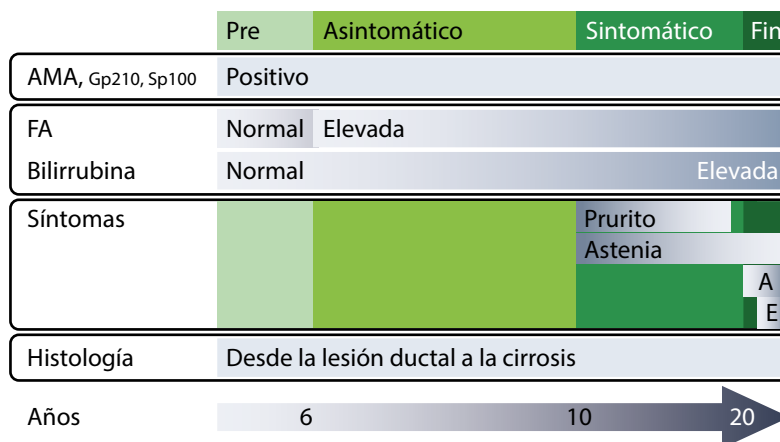 Pre Asintomático Sintomático Fin
AMA, Gp210, Sp100 Positivo
FA Normal Elevada
Bilirrubina Normal Elevada
Síntomas Prurito
Astenia
A
E
Histología Desde la lesión ductal a la cirrosis
Años 6 10 20